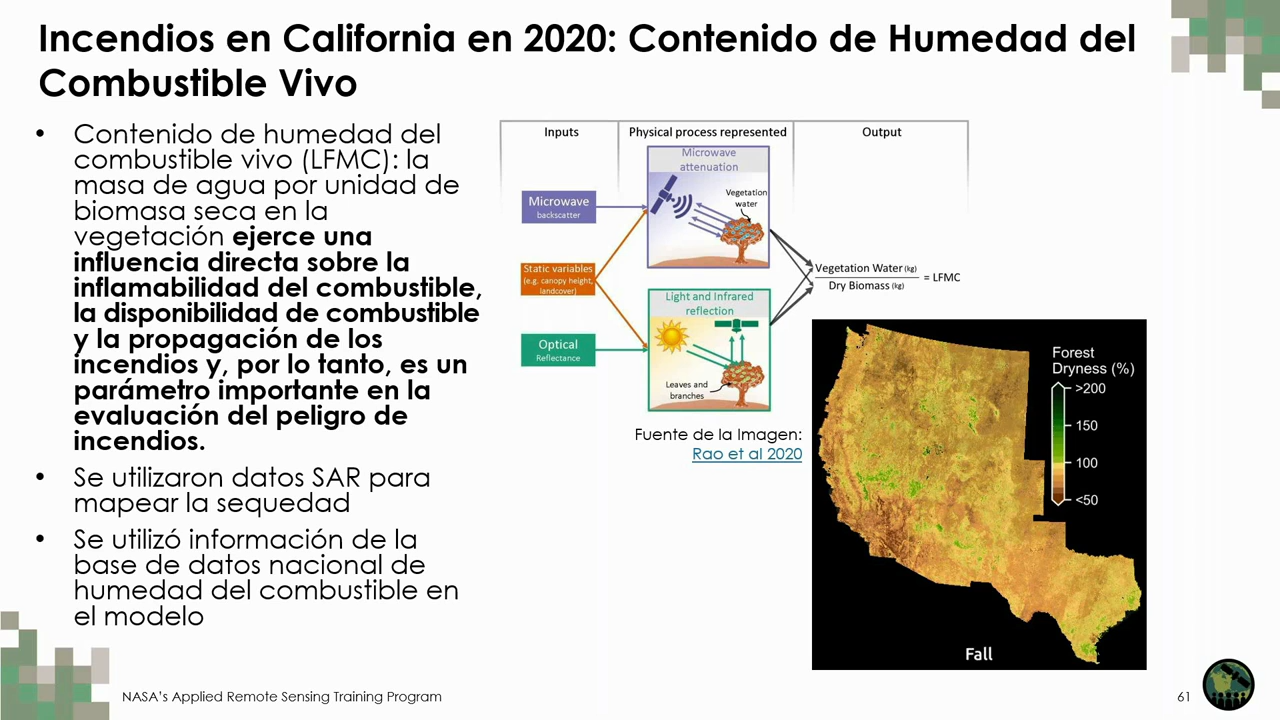 Incendios en California en 2020: Contenido de Humedad del
Combustible Vivo
• Contenido de humedad del
combustible vivo (LFMC): la
masa de agua por unidad de
biomasa seca en la
vegetación ejerce una
influencia directa sobre la
inflamabilidad del combustible,
la disponibilidad de combustible
y la propagación de los
incendios y, por lo tanto, es un
parámetro importante en la
evaluación del peligro de
incendios.
• Se utilizaron datos SAR para
mapear la sequedad
• Se utilizó información de la
base de datos nacional de
humedad del combustible en
el modelo
Inputs
Physical process represented
Output
Microwave
attenuation
Vegetation
water
Microwave
backscatter
Static variables
(e.g. canopy height,
landcover)
Optical
Reflectance
Light and Infrared
reflection
Leaves and
branches
Vegetation Water (kg)
Dry Biomass (kg)
= LFMC
Fuente de la Imagen:
Rao et al 2020
Forest
Dryness (%)
>200
150
100
<50
Fall
NASA's Applied Remote Sensing Training Program
61